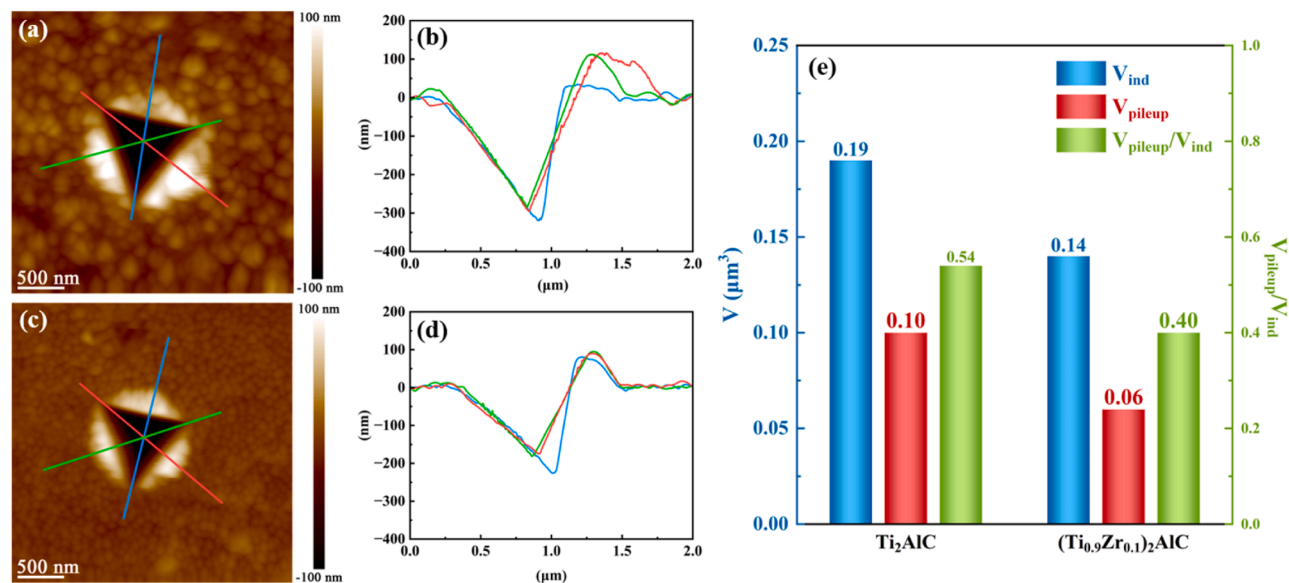 (a)
100 nm
500 nm
-100 nm
(b)
(nm)
200
100
0
−100
−200
−300
−400
0.0 0.5 1.0 1.5 2.0
(μm)
(c)
100 nm
500 nm
-100 nm
(d)
(nm)
200
100
0
−100
−200
−300
−400
0.0 0.5 1.0 1.5 2.0
(μm)
(e)
V (μm³)
0.25
0.20
0.15
0.10
0.05
0.00
V_ind
V_pileup
V_pileup/V_ind
0.19
0.10
0.54
0.14
0.06
0.40
Ti₂AlC
(Ti₀.₉Zr₀.₁)₂AlC
1.0
0.8
0.6
0.4
0.2
0.0
V_pileup/V_ind